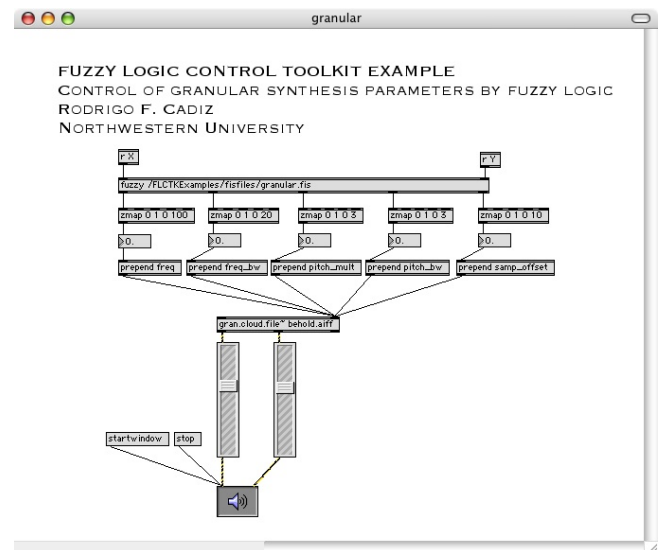 granular
FUZZY LOGIC CONTROL TOOLKIT EXAMPLE
CONTROL OF GRANULAR SYNTHESIS PARAMETERS BY FUZZY LOGIC
RODRIGO F. CADIZ
NORTHWESTERN UNIVERSITY
r X r Y
fuzzy /FLCTKExamples/fisfiles/granular.fis
zmap 0 1 0 100 zmap 0 1 0 20 zmap 0 1 0 3 zmap 0 1 0 3 zmap 0 1 0 10
0. 0. 0. 0. 0.
prepend freq prepend freq_bw prepend pitch_mult prepend pitch_bw prepend samp_offset
gran.cloud.file~ behold.aiff
startwindow stop